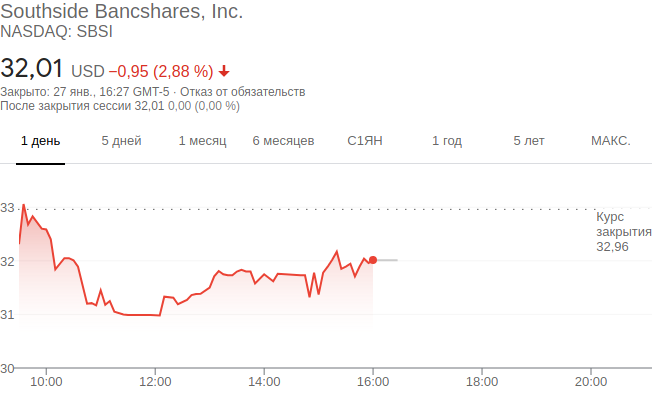 Southside Bancshares, Inc.
NASDAQ: SBSI
32,01 USD −0,95 (2,88 %)
Закрыто: 27 янв., 16:27 GMT-5 · Отказ от обязательств
После закрытия сессии 32,01 0,00 (0,00 %)
1 день 5 дней 1 месяц 6 месяцев С1ЯН 1 год 5 лет МАКС.
33
Курс
закрытия
32,96
32
31
30
10:00 12:00 14:00 16:00 18:00 20:00